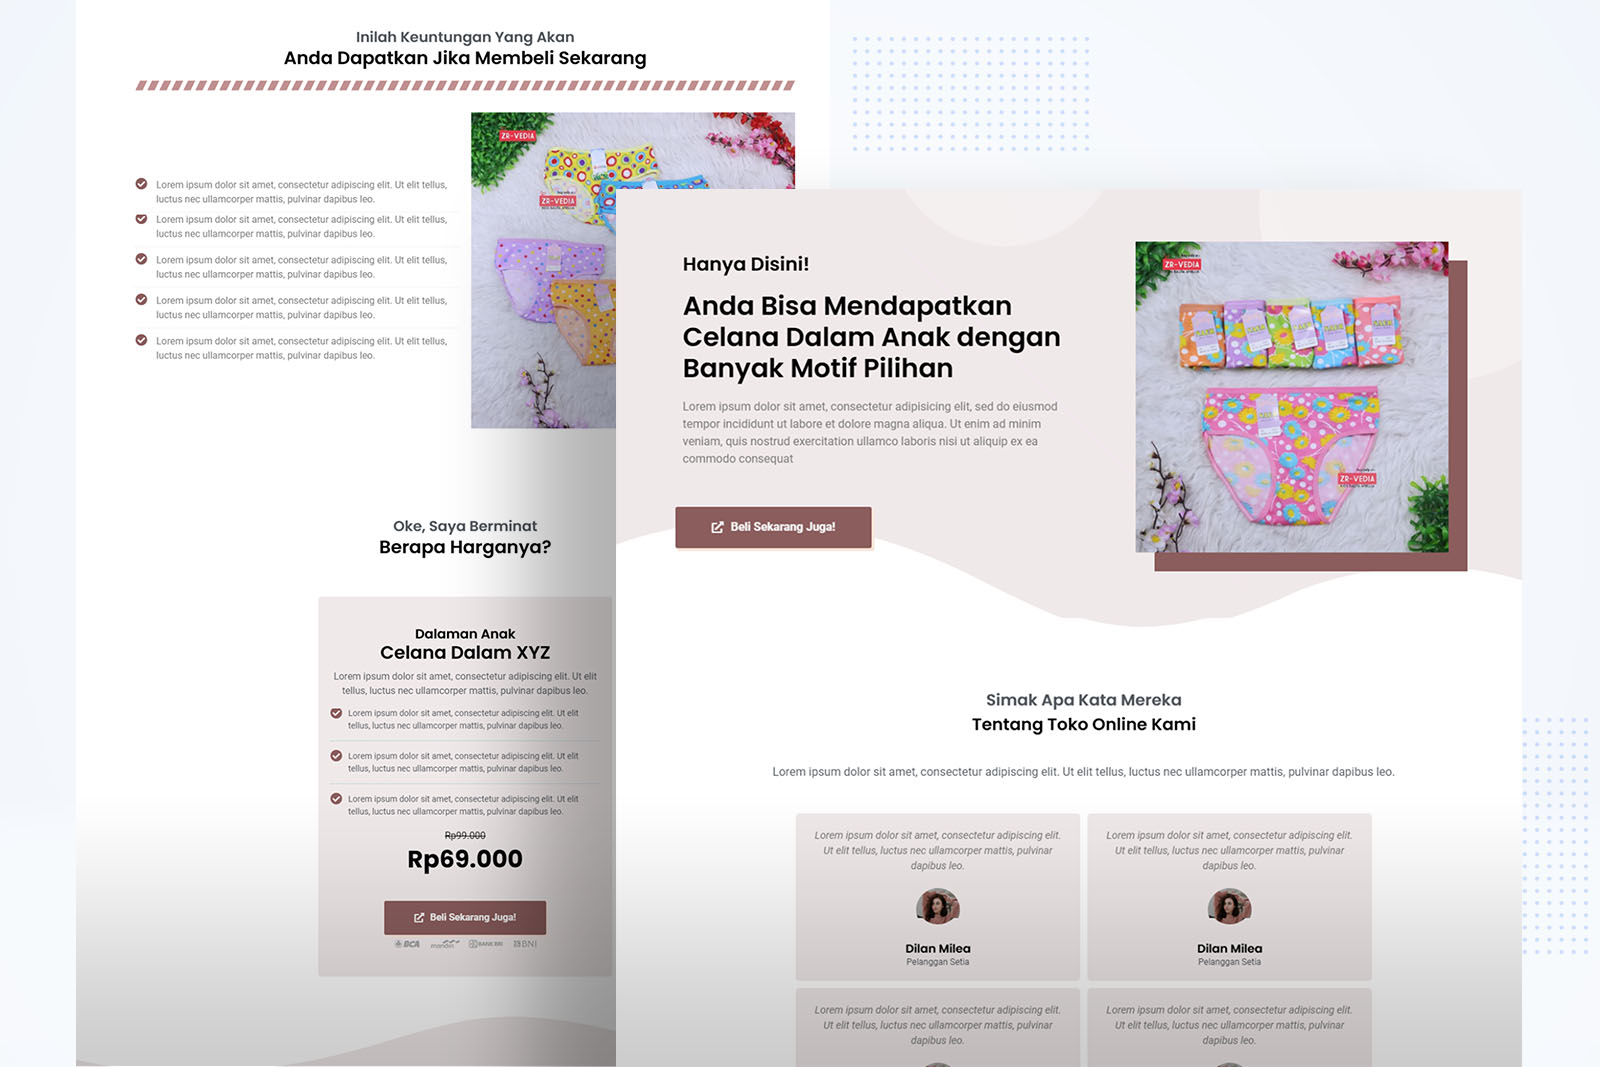 Inilah Keuntungan Yang Akan
Anda Dapatkan Jika Membeli Sekarang
Lorem ipsum dolor sit amet, consectetur adipiscing elit. Ut elit tellus,
luctus nec ullamcorper mattis, pulvinar dapibus leo.
Lorem ipsum dolor sit amet, consectetur adipiscing elit. Ut elit tellus,
luctus nec ullamcorper mattis, pulvinar dapibus leo.
Lorem ipsum dolor sit amet, consectetur adipiscing elit. Ut elit tellus,
luctus nec ullamcorper mattis, pulvinar dapibus leo.
Lorem ipsum dolor sit amet, consectetur adipiscing elit. Ut elit tellus,
luctus nec ullamcorper mattis, pulvinar dapibus leo.
Lorem ipsum dolor sit amet, consectetur adipiscing elit. Ut elit tellus,
luctus nec ullamcorper mattis, pulvinar dapibus leo.
ZR-VEDIA
ZR-VEDIA
Oke, Saya Berminat
Berapa Harganya?
Dalaman Anak
Celana Dalam XYZ
Lorem ipsum dolor sit amet, consectetur adipiscing elit. Ut elit
tellus, luctus nec ullamcorper mattis, pulvinar dapibus leo.
Lorem ipsum dolor sit amet, consectetur adipiscing elit. Ut elit
tellus, luctus nec ullamcorper mattis, pulvinar dapibus leo.
Lorem ipsum dolor sit amet, consectetur adipiscing elit. Ut elit
tellus, luctus nec ullamcorper mattis, pulvinar dapibus leo.
Lorem ipsum dolor sit amet, consectetur adipiscing elit. Ut elit
tellus, luctus nec ullamcorper mattis, pulvinar dapibus leo.
Rp99.000
Rp69.000
Beli Sekarang Juga!
BCA mandiri BANK BRI BNI
Hanya Disini!
Anda Bisa Mendapatkan
Celana Dalam Anak dengan
Banyak Motif Pilihan
Lorem ipsum dolor sit amet, consectetur adipisicing elit, sed do eiusmod
tempor incididunt ut labore et dolore magna aliqua. Ut enim ad minim
veniam, quis nostrud exercitation ullamco laboris nisi ut aliquip ex ea
commodo consequat
Beli Sekarang Juga!
ZR-VEDIA
ZR-VEDIA
Simak Apa Kata Mereka
Tentang Toko Online Kami
Lorem ipsum dolor sit amet, consectetur adipiscing elit. Ut elit tellus, luctus nec ullamcorper mattis, pulvinar dapibus leo.
Lorem ipsum dolor sit amet, consectetur adipiscing elit.
Ut elit tellus, luctus nec ullamcorper mattis, pulvinar
dapibus leo.
Dilan Milea
Pelanggan Setia
Lorem ipsum dolor sit amet, consectetur adipiscing elit.
Ut elit tellus, luctus nec ullamcorper mattis, pulvinar
dapibus leo.
Dilan Milea
Pelanggan Setia
Lorem ipsum dolor sit amet, consectetur adipiscing elit.
Ut elit tellus, luctus nec ullamcorper mattis, pulvinar
dapibus leo.
Lorem ipsum dolor sit amet, consectetur adipiscing elit.
Ut elit tellus, luctus nec ullamcorper mattis, pulvinar
dapibus leo.